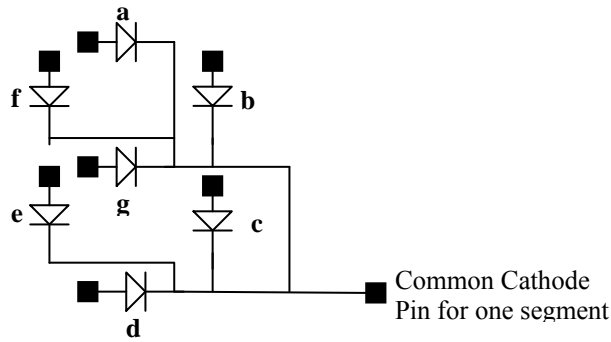 a
f
b
g
e
c
Common Cathode
Pin for one segment
d